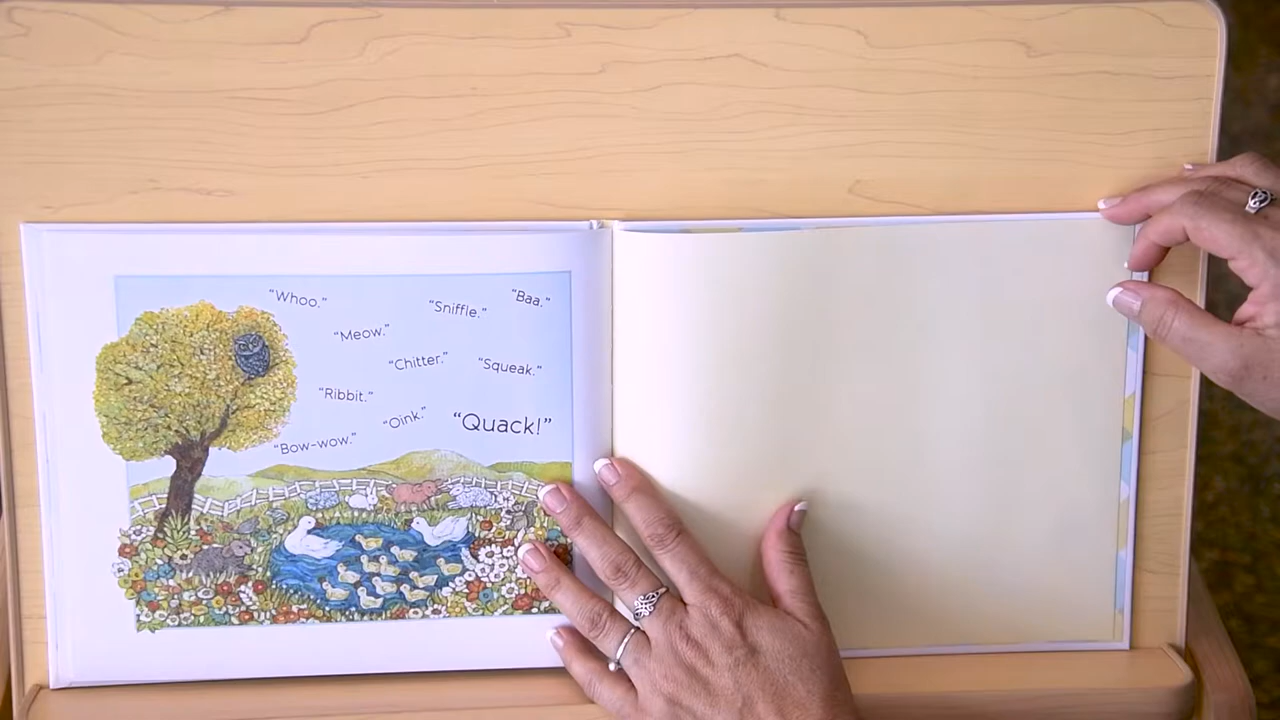 "Whoo."
"Sniffle."
"Baa."
"Meow."
"Chitter."
"Squeak."
"Ribbit."
"Oink."
"Quack!"
"Bow-wow."